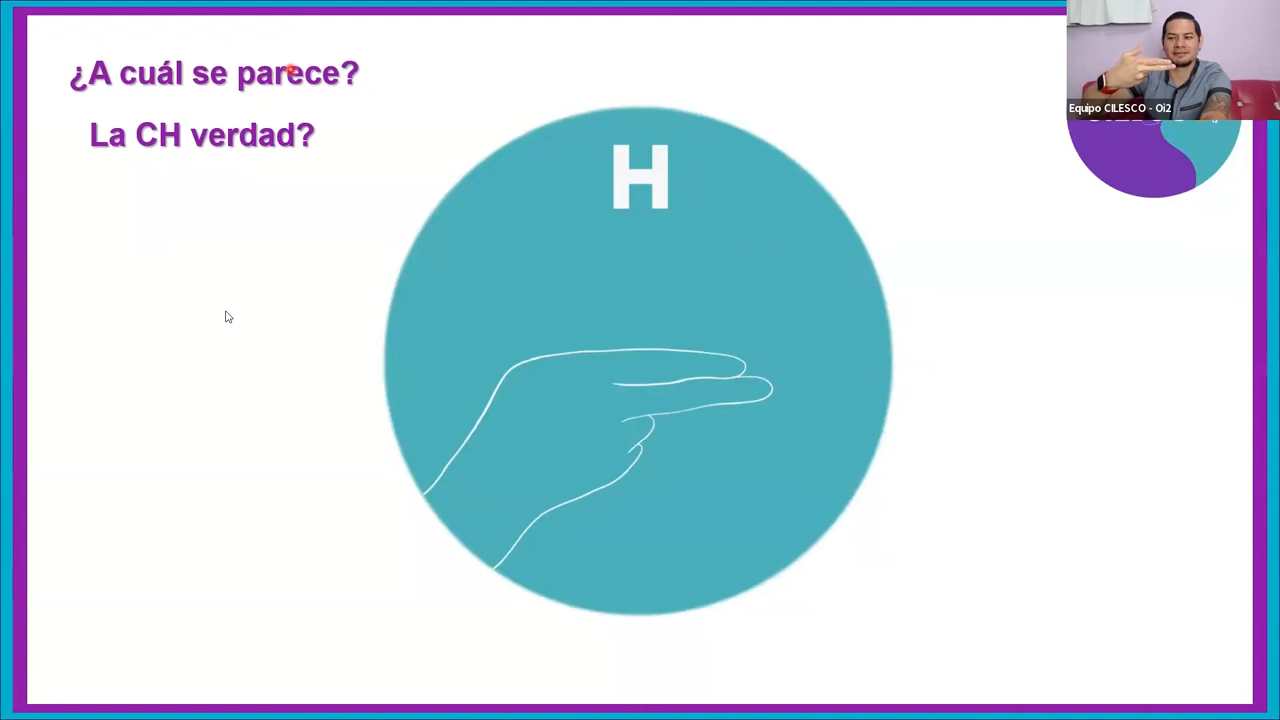 ¿A cuál se parece?
La CH verdad?
H
Equipo CILESCO - Oi2